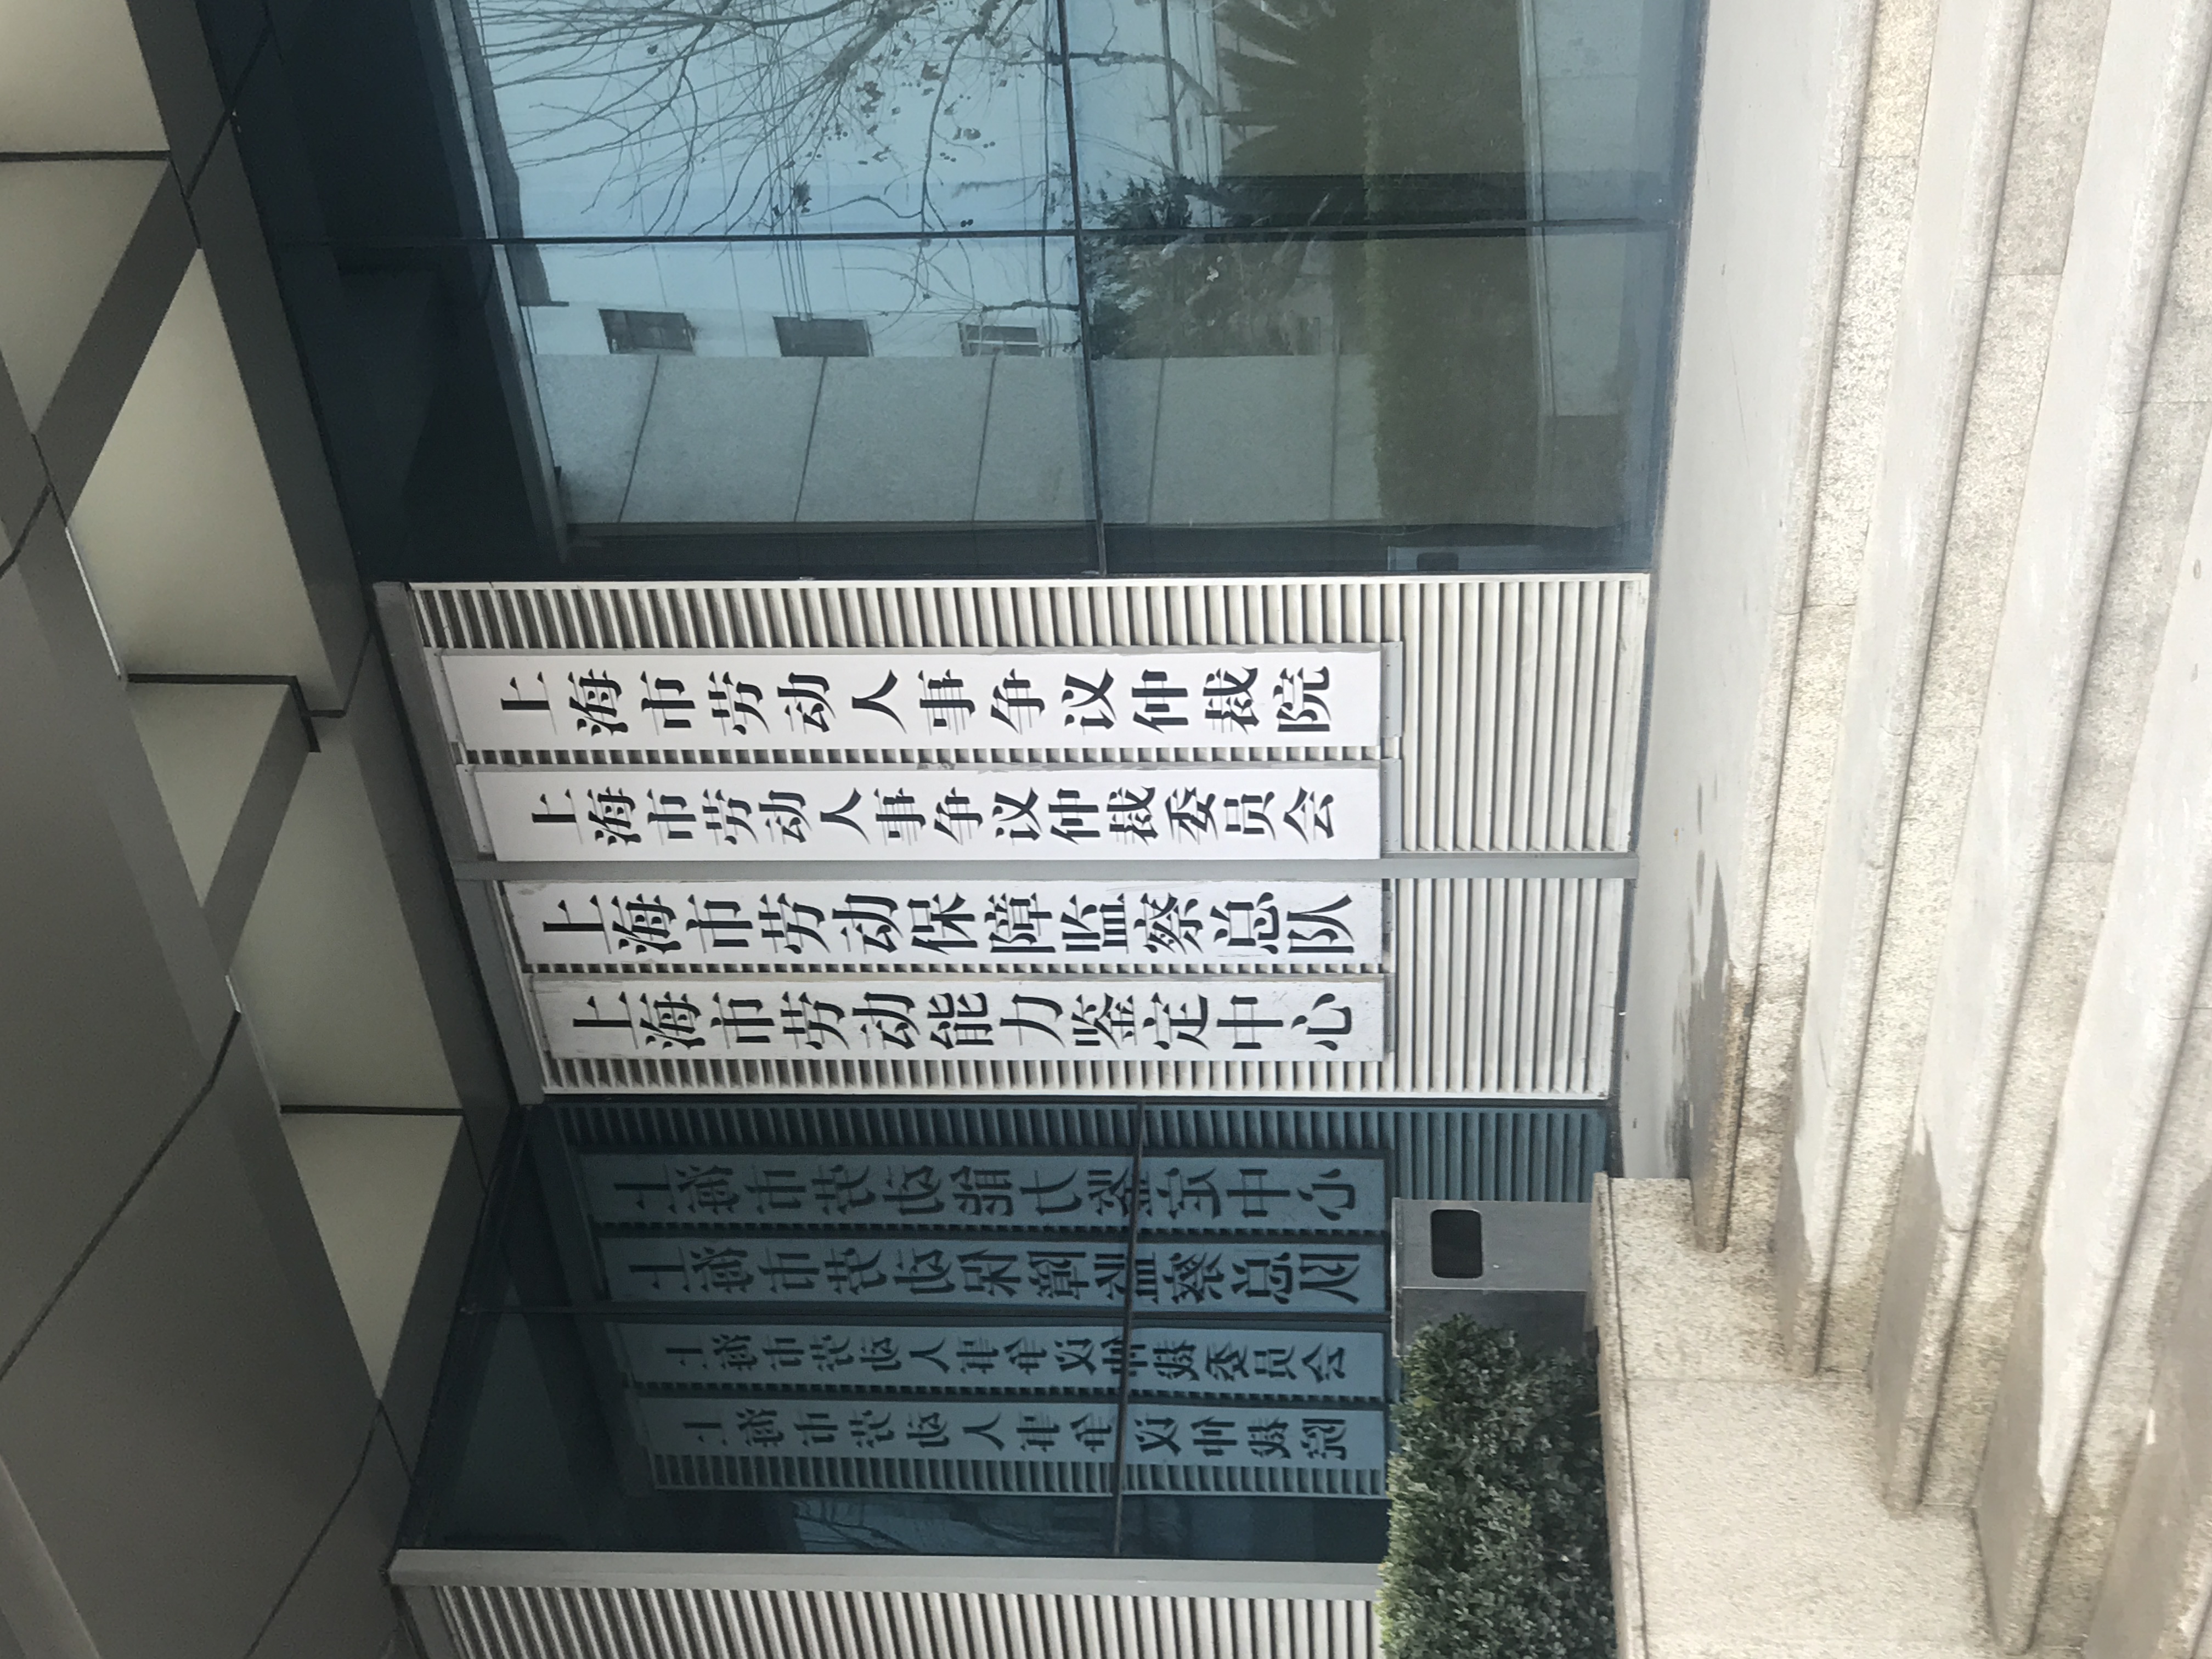 上海市劳动人事争议仲裁院
上海市劳动人事争议仲裁委员会
上海市劳动保障监察总队
上海市劳动能力鉴定中心